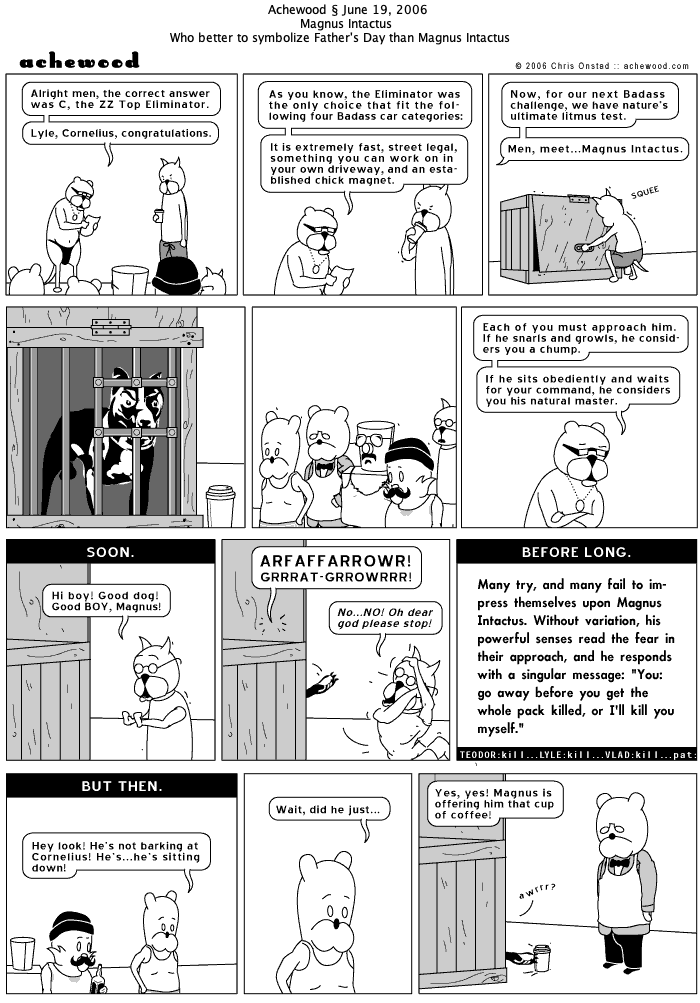 Achewood § June 19, 2006
Magnus Intactus
Who better to symbolize Father's Day than Magnus Intactus
achewood
© 2006 Chris Onstad :: achewood.com
Alright men, the correct answer
was C, the ZZ Top Eliminator.
Lyle, Cornelius, congratulations.
As you know, the Eliminator was
the only choice that fit the fol-
lowing four Badass car categories:
It is extremely fast, street legal,
something you can work on in
your own driveway, and an esta-
blished chick magnet.
Now, for our next Badass
challenge, we have nature's
ultimate litmus test.
Men, meet...Magnus Intactus.
SQUEE
Each of you must approach him.
If he snarls and growls, he consid-
ers you a chump.
If he sits obediently and waits
for your command, he considers
you his natural master.
SOON.
Hi boy! Good dog!
Good BOY, Magnus!
ARFAFFARROWR!
GRRRAT-GRROWRRR!
No...NO! Oh dear
god please stop!
BEFORE LONG.
Many try, and many fail to im-
press themselves upon Magnus
Intactus. Without variation, his
powerful senses read the fear in
their approach, and he responds
with a singular message: "You:
go away before you get the
whole pack killed, or I'll kill you
myself."
TEODOR:kill...LYLE:kill...VLAD:kill...pat:
BUT THEN.
Hey look! He's not barking at
Cornelius! He's...he's sitting
down!
Wait, did he just...
Yes, yes! Magnus is
offering him that cup
of coffee!
awrrr?